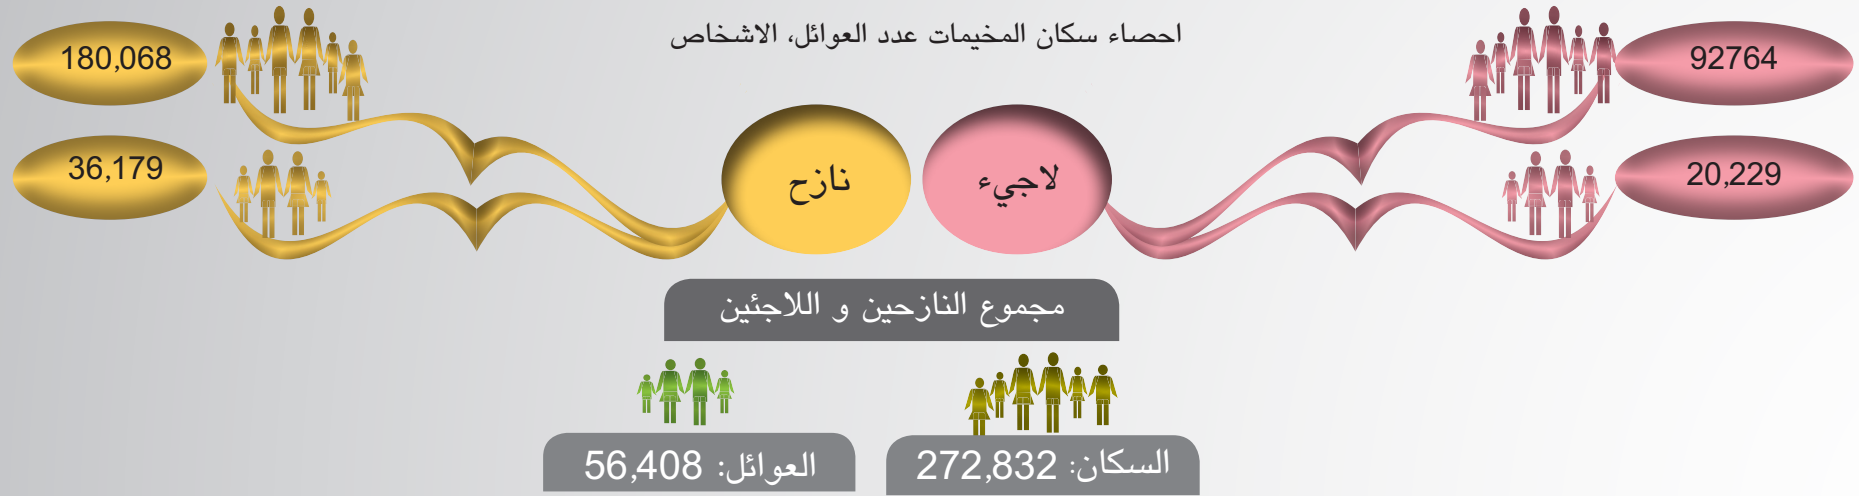 احصاء سكان المخيمات عدد العوائل، الاشخاص
92764
20,229
لاجيء
نازح
180,068
36,179
مجموع النازحين و اللاجئين
السكان: 272,832
العوائل: 56,408